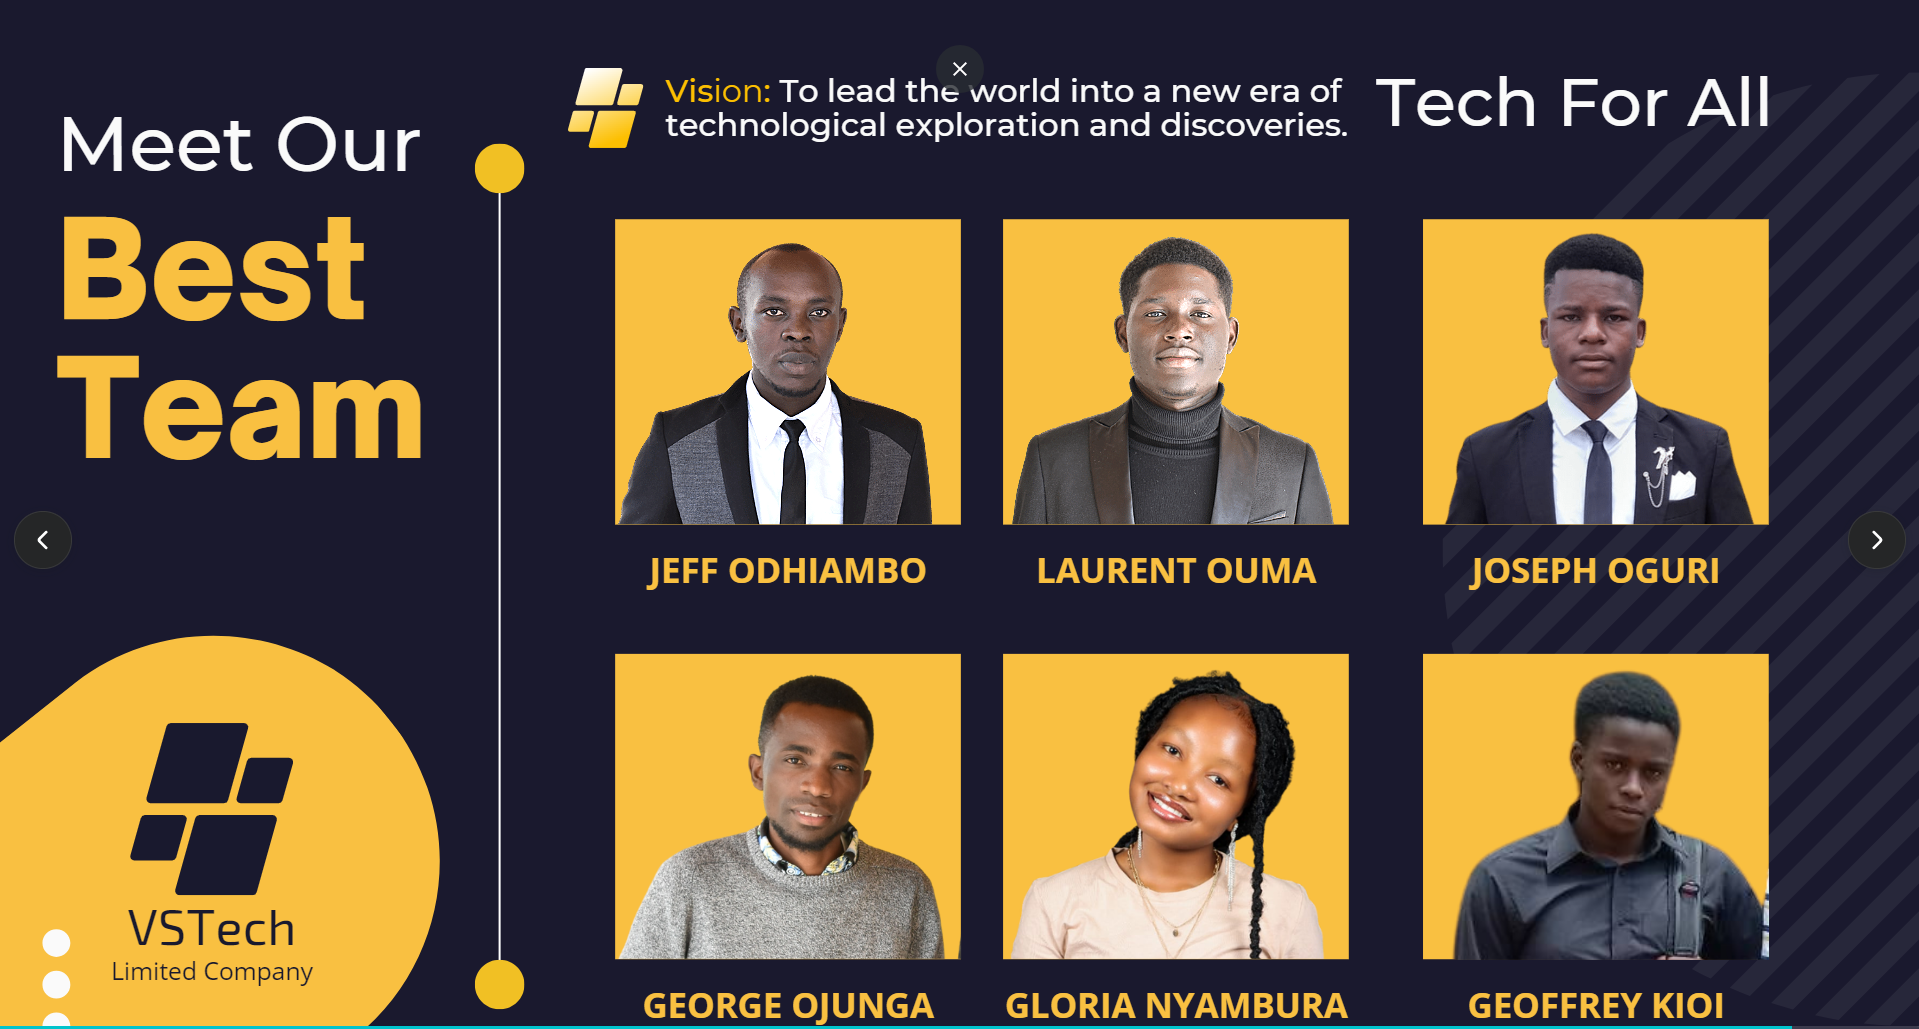 Meet Our
Best
Team
Vision: To lead the world into a new era of
technological exploration and discoveries.
Tech For All
JEFF ODHIAMBO
LAURENT OUMA
JOSEPH OGURI
GEORGE OJUNGA
GLORIA NYAMBURA
GEOFFREY KIOI
VSTech
Limited Company